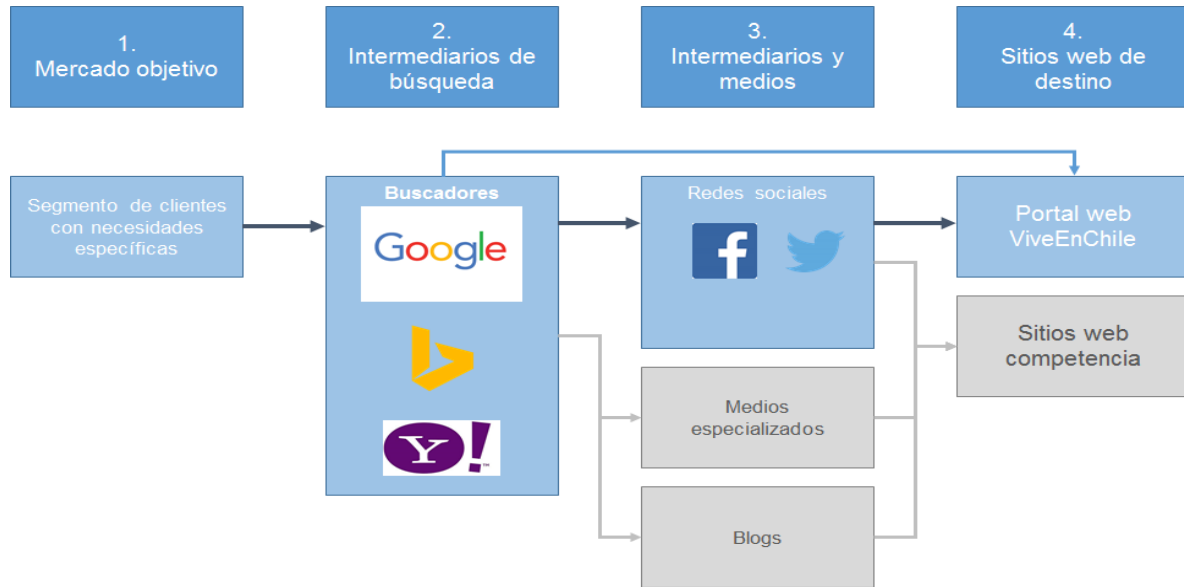 1.
Mercado objetivo
2.
Intermediarios de
búsqueda
3.
Intermediarios y
medios
4.
Sitios web de
destino
Segmento de clientes
con necesidades
específicas
Buscadores
Google
Y!
Redes sociales
f
Portal web
ViveEnChile
Sitios web
competencia
Medios
especializados
Blogs